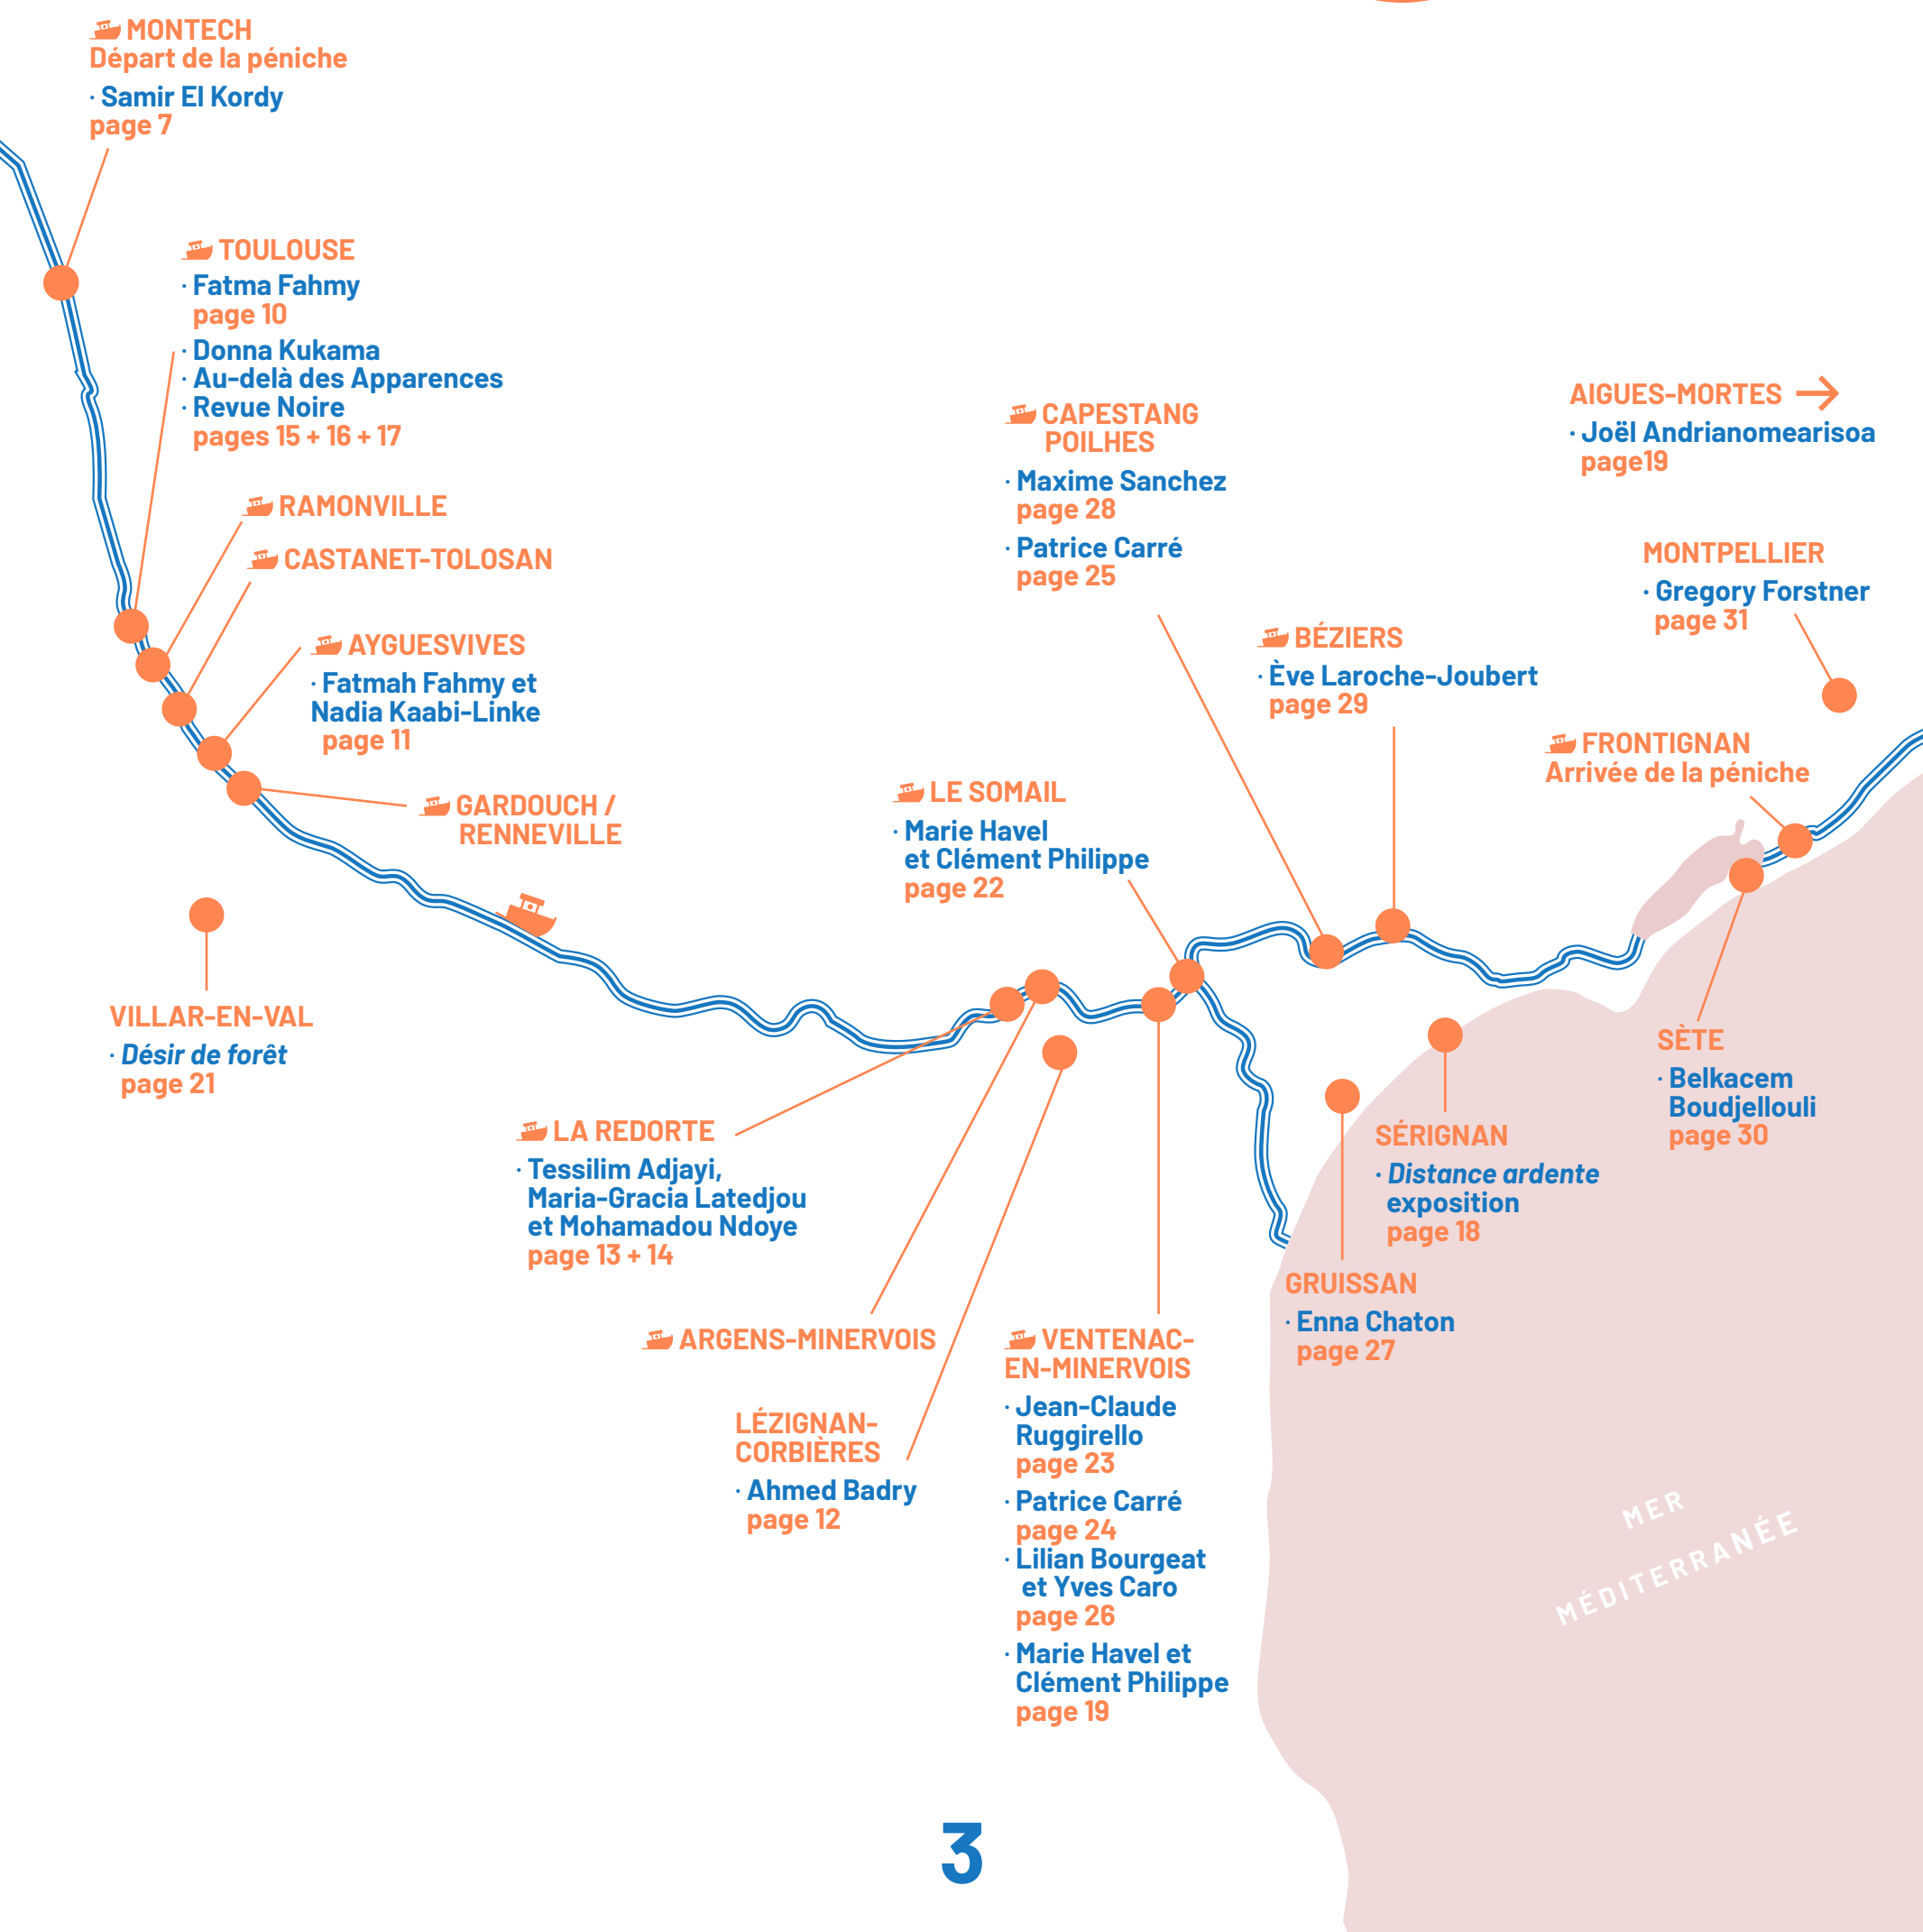 MONTECH
Départ de la péniche
· Samir El Kordy
page 7
TOULOUSE
· Fatma Fahmy
page 10
· Donna Kukama
· Au-delà des Apparences
· Revue Noire
pages 15 + 16 + 17
RAMONVILLE
CASTANET-TOLOSAN
AYGUESVIVES
· Fatmah Fahmy et
Nadia Kaabi-Linke
page 11
GARDOUCH /
RENNEVILLE
VILLAR-EN-VAL
· Désir de forêt
page 21
LA REDORTE
· Tessilim Adjayi,
Maria-Gracia Latedjou
et Mohamadou Ndoye
page 13 + 14
ARGENS-MINERVOIS
LÉZIGNAN-
CORBIÈRES
· Ahmed Badry
page 12
LE SOMAIL
· Marie Havel
et Clément Philippe
page 22
CAPESTANG
POILHES
· Maxime Sanchez
page 28
· Patrice Carré
page 25
VENTENAC-
EN-MINERVOIS
· Jean-Claude
Ruggirello
page 23
· Patrice Carré
page 24
· Lilian Bourgeat
et Yves Caro
page 26
· Marie Havel et
Clément Philippe
page 19
BÉZIERS
· Ève Laroche-Joubert
page 29
AIGUES-MORTES →
· Joël Andrianomearisoa
page19
MONTPELLIER
· Gregory Forstner
page 31
FRONTIGNAN
Arrivée de la péniche
SÈTE
· Belkacem
Boudjellouli
page 30
SÉRIGNAN
· Distance ardente
exposition
page 18
GRUISSAN
· Enna Chaton
page 27
MER
MÉDITERRANÉE
3